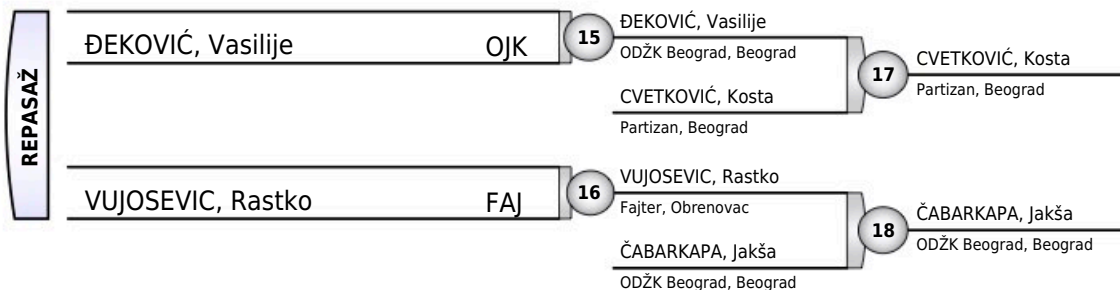 REPASAŽ
ĐEKOVIĆ, Vasilije OJK
15
ĐEKOVIĆ, Vasilije
ODŽK Beograd, Beograd
CVETKOVIĆ, Kosta
Partizan, Beograd
17
CVETKOVIĆ, Kosta
Partizan, Beograd
VUJOSEVIC, Rastko FAJ
16
VUJOSEVIC, Rastko
Fajter, Obrenovac
ČABARKAPA, Jakša
ODŽK Beograd, Beograd
18
ČABARKAPA, Jakša
ODŽK Beograd, Beograd